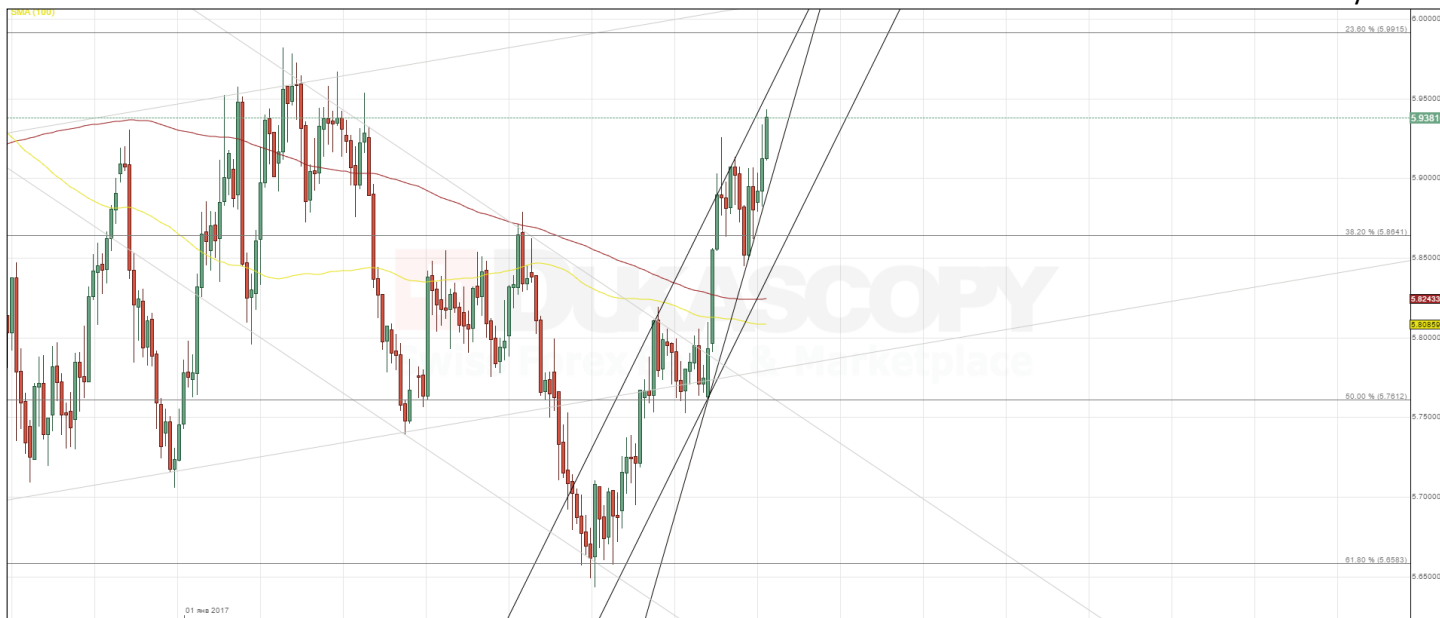 SMA (100)
6.00000
23.60 % (5.9915)
5.95000
5.9381
5.90000
38.20 % (5.8641)
5.85000
DUKASCOPY
5.82433
5.80859
5.80000
Swiss Forex Marketplace
50.00 % (5.7612)
5.75000
5.70000
61.80 % (5.6583)
5.65000
01 янв 2017